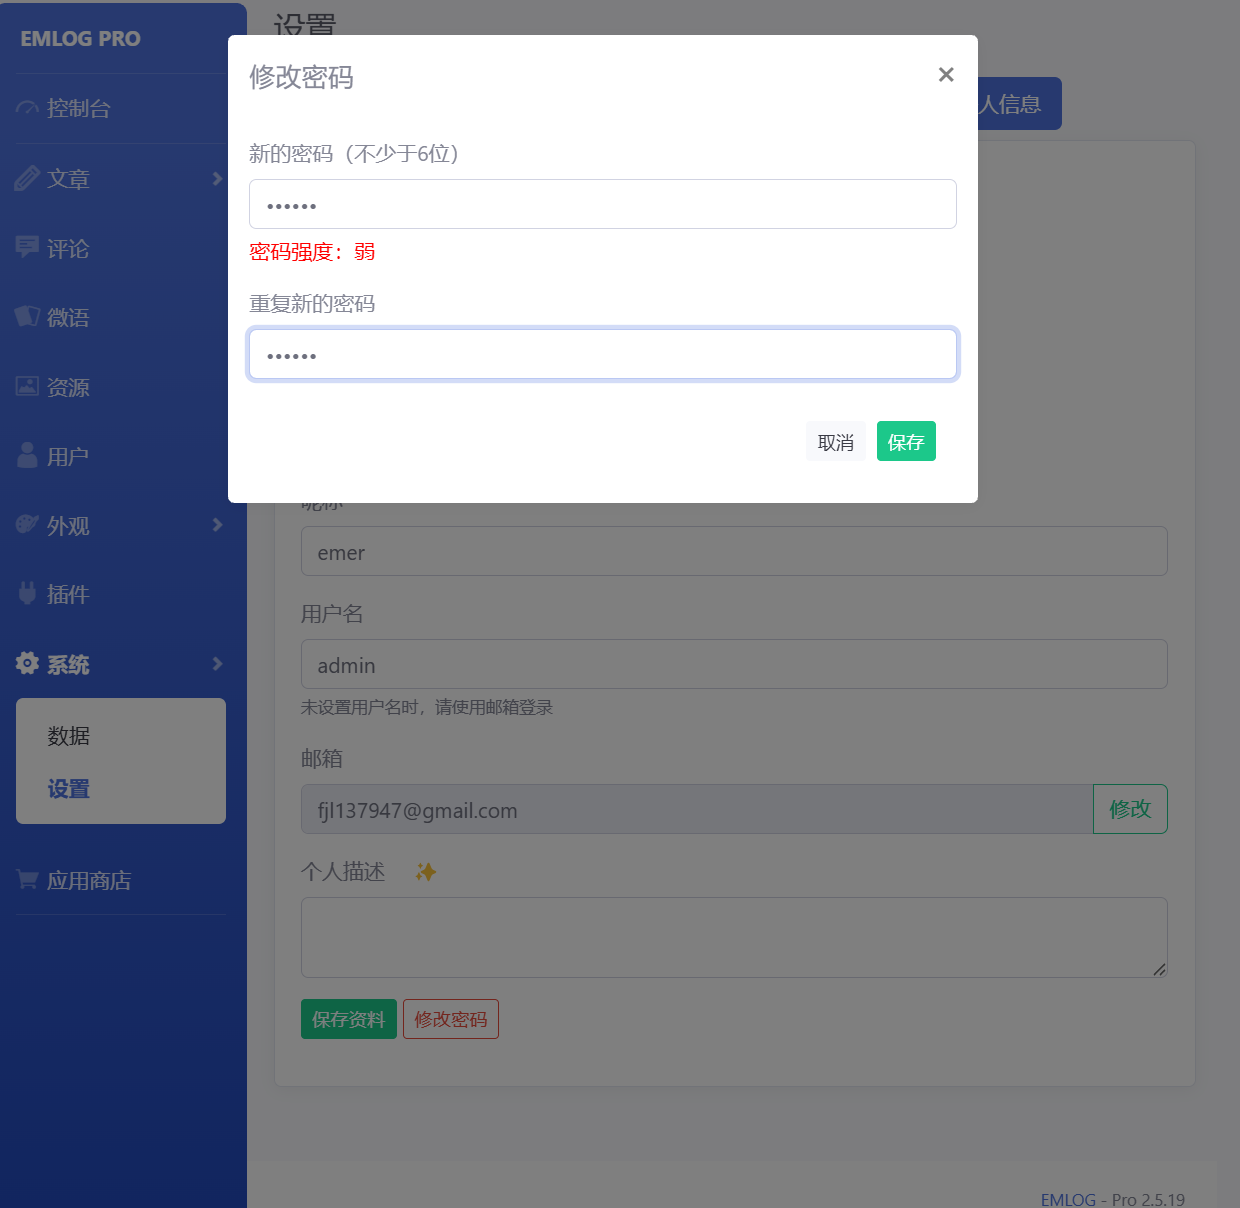 EMLOG PRO
控制台
文章
评论
微语
资源
用户
外观
插件
系统
数据
设置
应用商店
设置
人信息
修改密码
×
新的密码（不少于6位）
••••••
密码强度：弱
重复新的密码
••••••
取消
保存
昵称
emer
用户名
admin
未设置用户名时，请使用邮箱登录
邮箱
fjl137947@gmail.com
修改
个人描述
保存资料
修改密码
EMLOG - Pro 2.5.19